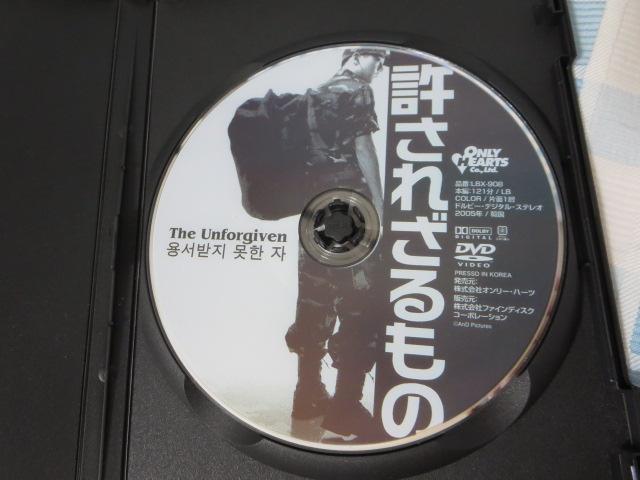 許されざるもの
The Unforgiven
용서받지 못한 자
ONLY
HEARTS
Co., Ltd.
品番:LBX-908
本編:121分 / LB
COLOR / 片面1層
ドルビー・デジタル・ステレオ
2005年 / 韓国
DOLBY
DIGITAL
DVD
VIDEO
PRESSD IN KOREA
発売元:
株式会社オンリー・ハーツ
販売元:
株式会社ファインディスク
コーポレーション
©AnD Pictures